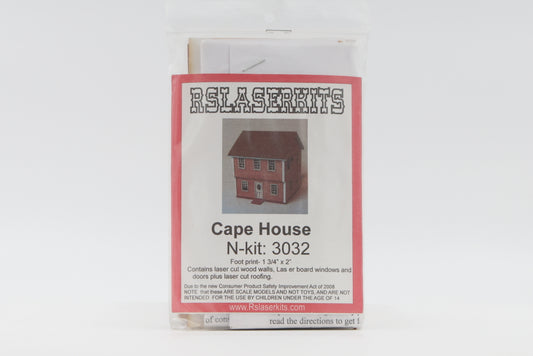 RSLASERKITS
Cape House
N-kit: 3032
Foot print- 1 3/4" x 2"
Contains laser cut wood walls, Las er board windows and
doors plus laser cut roofing.
Due to the new Consumer Product Safety Improvement Act of 2008
NOTE that these ARE SCALE MODELS AND NOT TOYS, AND ARE NOT
INTENDED FOR THE USE BY CHILDREN UNDER THE AGE OF 14
www.Rslaserkits.com
of con
read the directions to get f